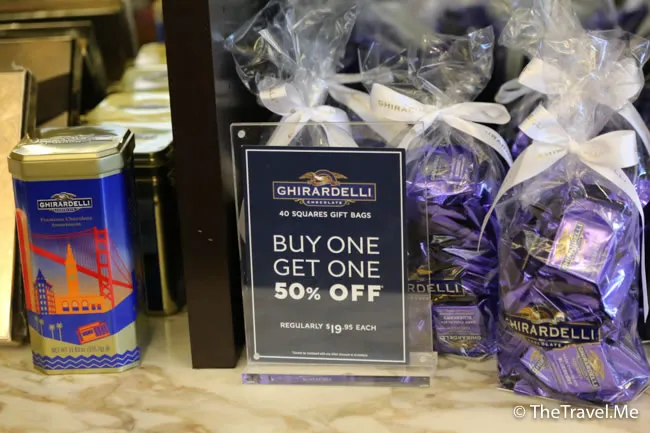 GHIRARDELLI
CHOCOLATE
Premium Chocolate
Assortment
GHIRARDELLI
CHOCOLATE
40 SQUARES GIFT BAGS
BUY ONE
GET ONE
50% OFF*
REGULARLY $19.95 EACH
GHIRARDELLI
GHIRARDELLI
GHIRARDELLI
© TheTravel.Me